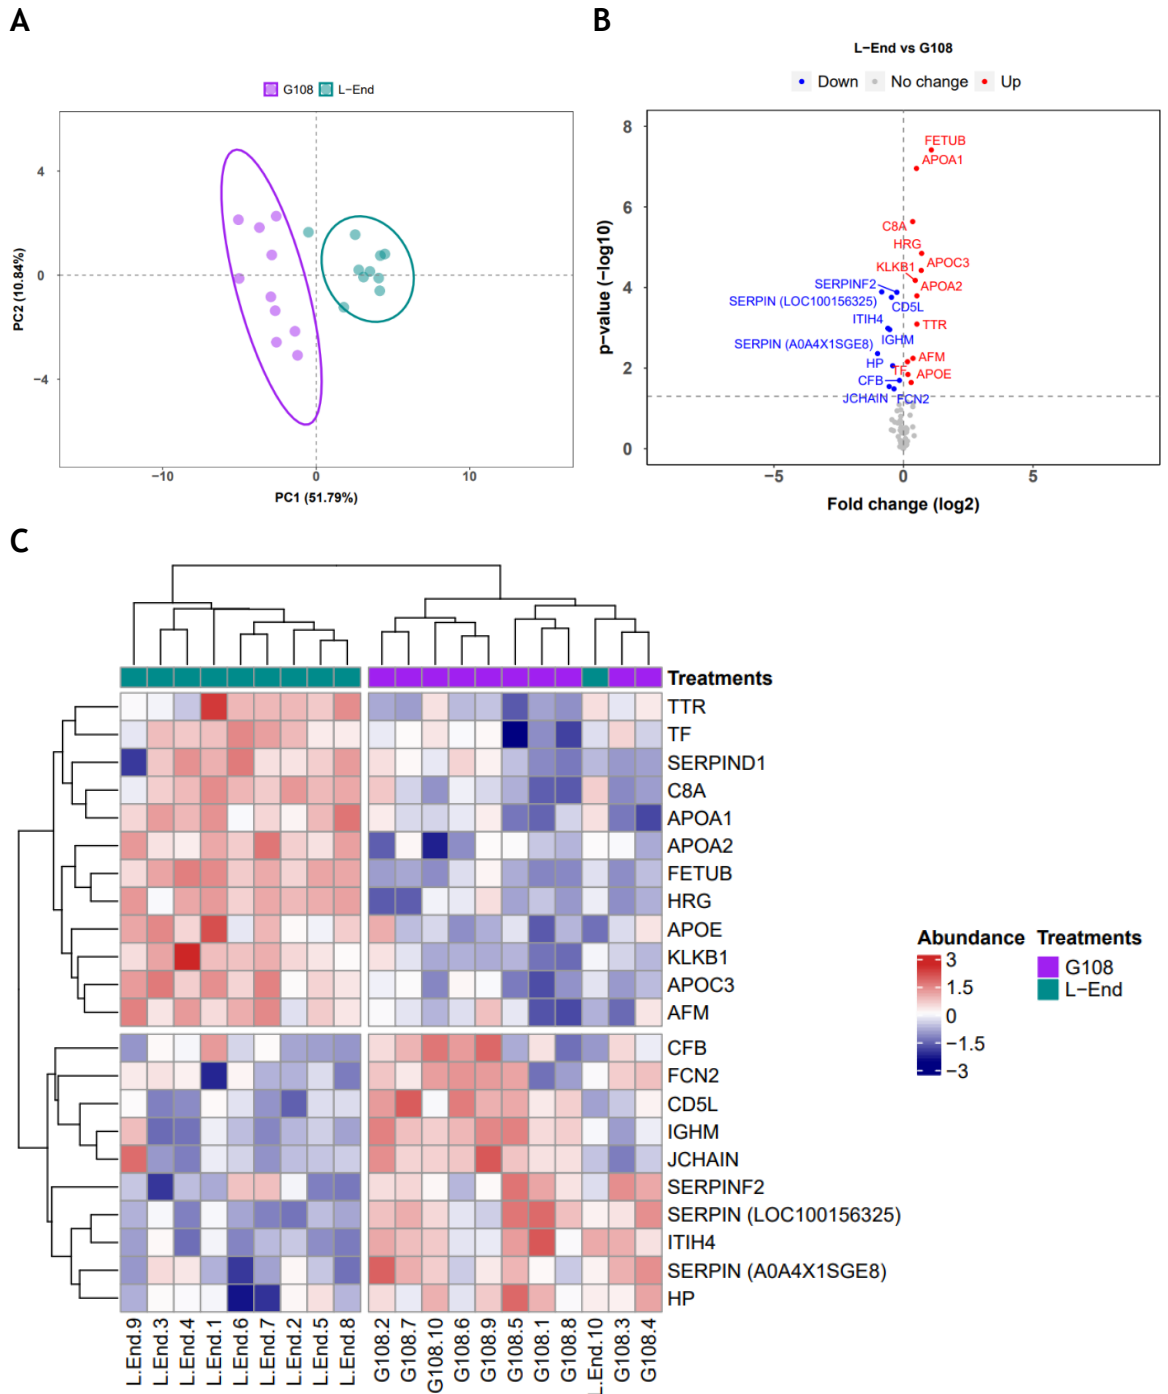 A
G108 L−End
4
0
−4
PC2 (10.84%)
−10 0 10
PC1 (51.79%)
B
L−End vs G108
Down No change Up
8
6
4
2
0
p-value (−log10)
FETUB
APOA1
C8A
HRG
APOC3
KLKB1
APOA2
SERPINF2
SERPIN (LOC100156325)
CD5L
ITIH4
TTR
IGHM
SERPIN (A0A4X1SGE8)
AFM
HP
TF
APOE
CFB
JCHAIN
FCN2
−5 0 5
Fold change (log2)
C
Treatments
TTR
TF
SERPIND1
C8A
APOA1
APOA2
FETUB
HRG
APOE
KLKB1
APOC3
AFM
CFB
FCN2
CD5L
IGHM
JCHAIN
SERPINF2
SERPIN (LOC100156325)
ITIH4
SERPIN (A0A4X1SGE8)
HP
L.End.9
L.End.3
L.End.4
L.End.1
L.End.6
L.End.7
L.End.2
L.End.5
L.End.8
G108.2
G108.7
G108.10
G108.6
G108.9
G108.5
G108.1
G108.8
L.End.10
G108.3
G108.4
Abundance
3
1.5
0
−1.5
−3
Treatments
G108
L−End